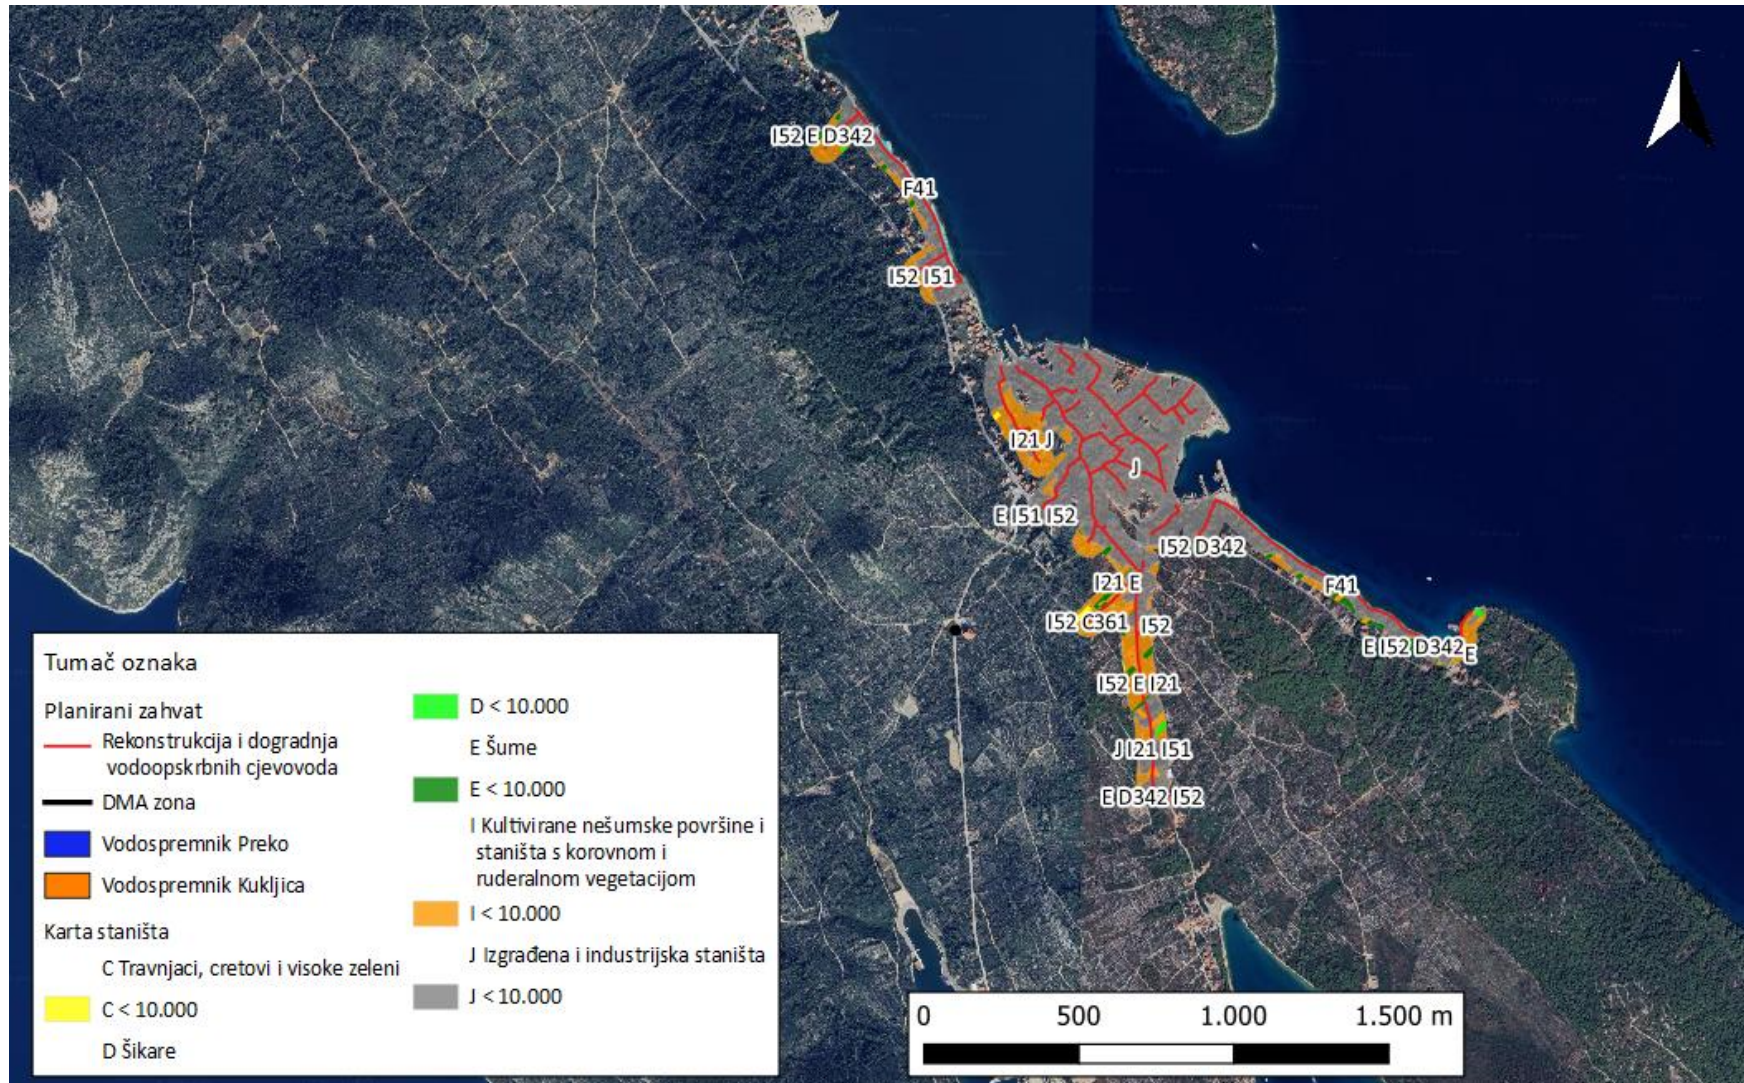 I52 E D342
F41
I52 I51
I21 J
J
E I51 I52
I52 D342
I21 E
F41
I52 C361
I52
E I52 D342
E
I52 E I21
J I21 I51
E D342 I52
Tumač oznaka
Planirani zahvat
Rekonstrukcija i dogradnja
vodoopskrbnih cjevovoda
DMA zona
Vodospremnik Preko
Vodospremnik Kukljica
Karta staništa
C Travnjaci, cretovi i visoke zeleni
C < 10.000
D Šikare
D < 10.000
E Šume
E < 10.000
I Kultivirane nešumske površine i
staništa s korovnom i
ruderalnom vegetacijom
I < 10.000
J Izgrađena i industrijska staništa
J < 10.000
0 500 1.000 1.500 m